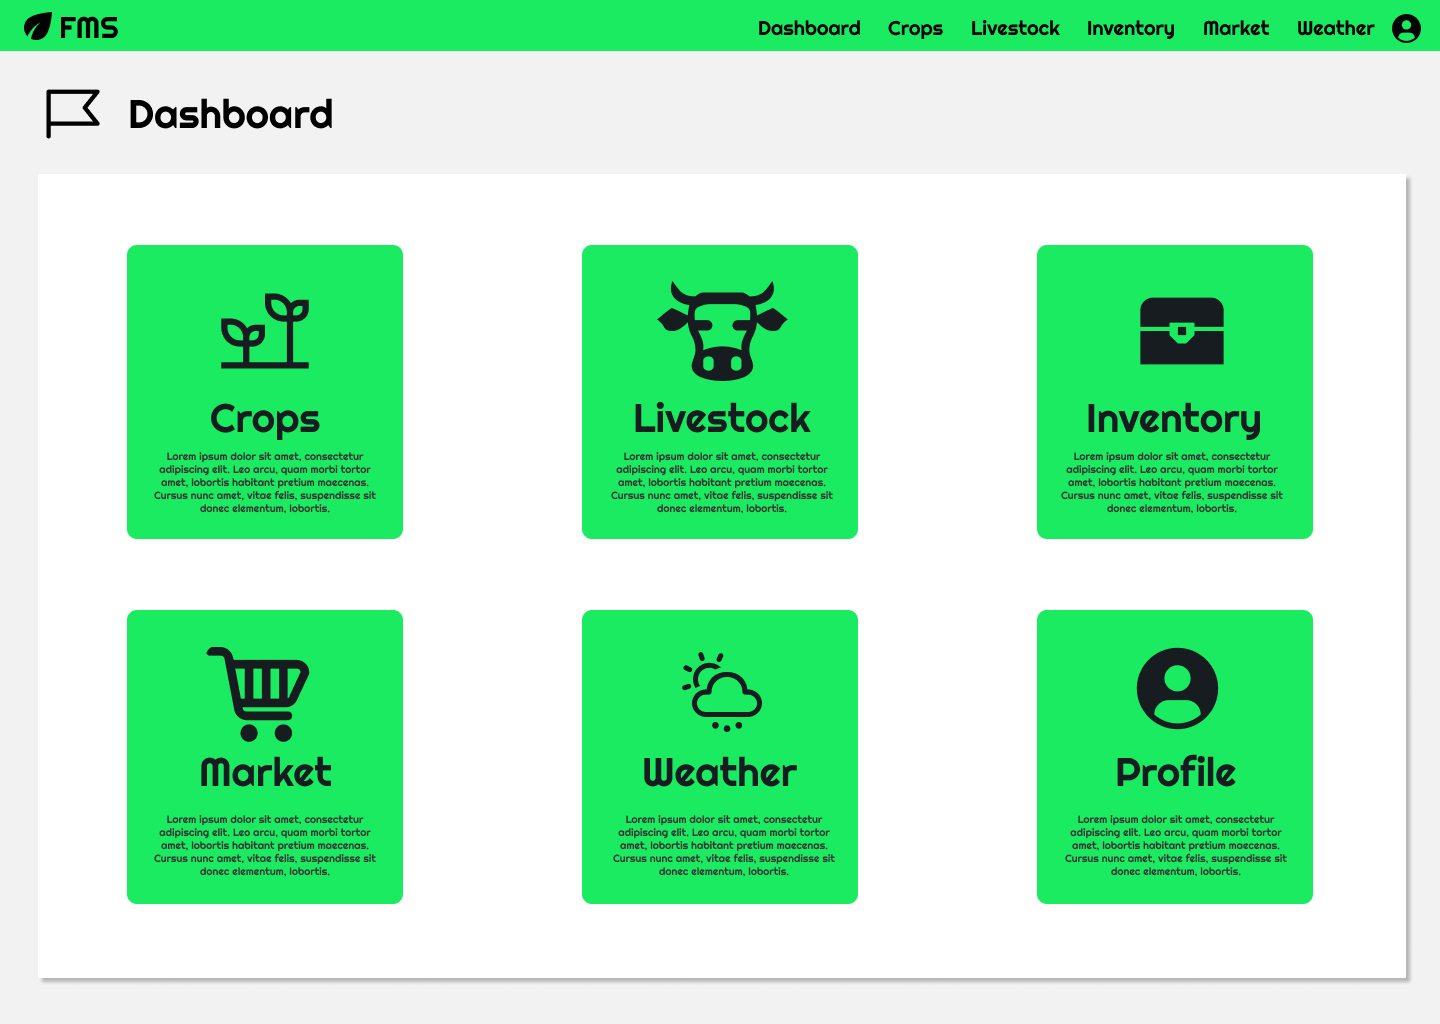 FMS
Dashboard Crops Livestock Inventory Market Weather
Dashboard
Crops
Lorem ipsum dolor sit amet, consectetur
adipiscing elit. Leo arcu, quam morbi tortor
amet, lobortis habitant pretium maecenas.
Cursus nunc amet, vitae felis, suspendisse sit
donec elementum, lobortis.
Livestock
Lorem ipsum dolor sit amet, consectetur
adipiscing elit. Leo arcu, quam morbi tortor
amet, lobortis habitant pretium maecenas.
Cursus nunc amet, vitae felis, suspendisse sit
donec elementum, lobortis.
Inventory
Lorem ipsum dolor sit amet, consectetur
adipiscing elit. Leo arcu, quam morbi tortor
amet, lobortis habitant pretium maecenas.
Cursus nunc amet, vitae felis, suspendisse sit
donec elementum, lobortis.
Market
Lorem ipsum dolor sit amet, consectetur
adipiscing elit. Leo arcu, quam morbi tortor
amet, lobortis habitant pretium maecenas.
Cursus nunc amet, vitae felis, suspendisse sit
donec elementum, lobortis.
Weather
Lorem ipsum dolor sit amet, consectetur
adipiscing elit. Leo arcu, quam morbi tortor
amet, lobortis habitant pretium maecenas.
Cursus nunc amet, vitae felis, suspendisse sit
donec elementum, lobortis.
Profile
Lorem ipsum dolor sit amet, consectetur
adipiscing elit. Leo arcu, quam morbi tortor
amet, lobortis habitant pretium maecenas.
Cursus nunc amet, vitae felis, suspendisse sit
donec elementum, lobortis.